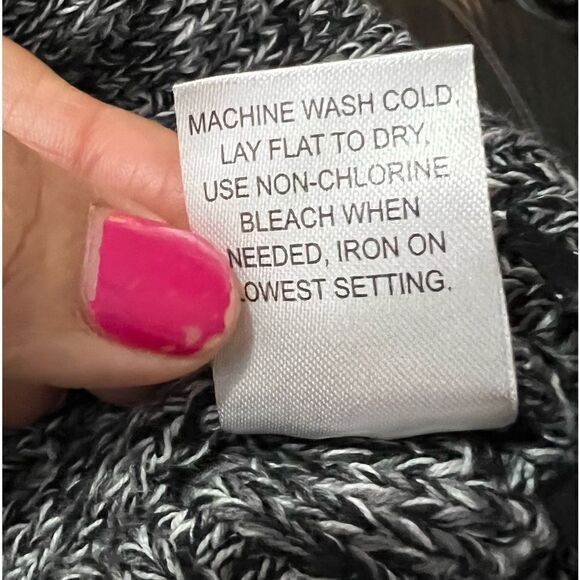 MACHINE WASH COLD,
LAY FLAT TO DRY,
USE NON-CHLORINE
BLEACH WHEN
NEEDED, IRON ON
LOWEST SETTING.